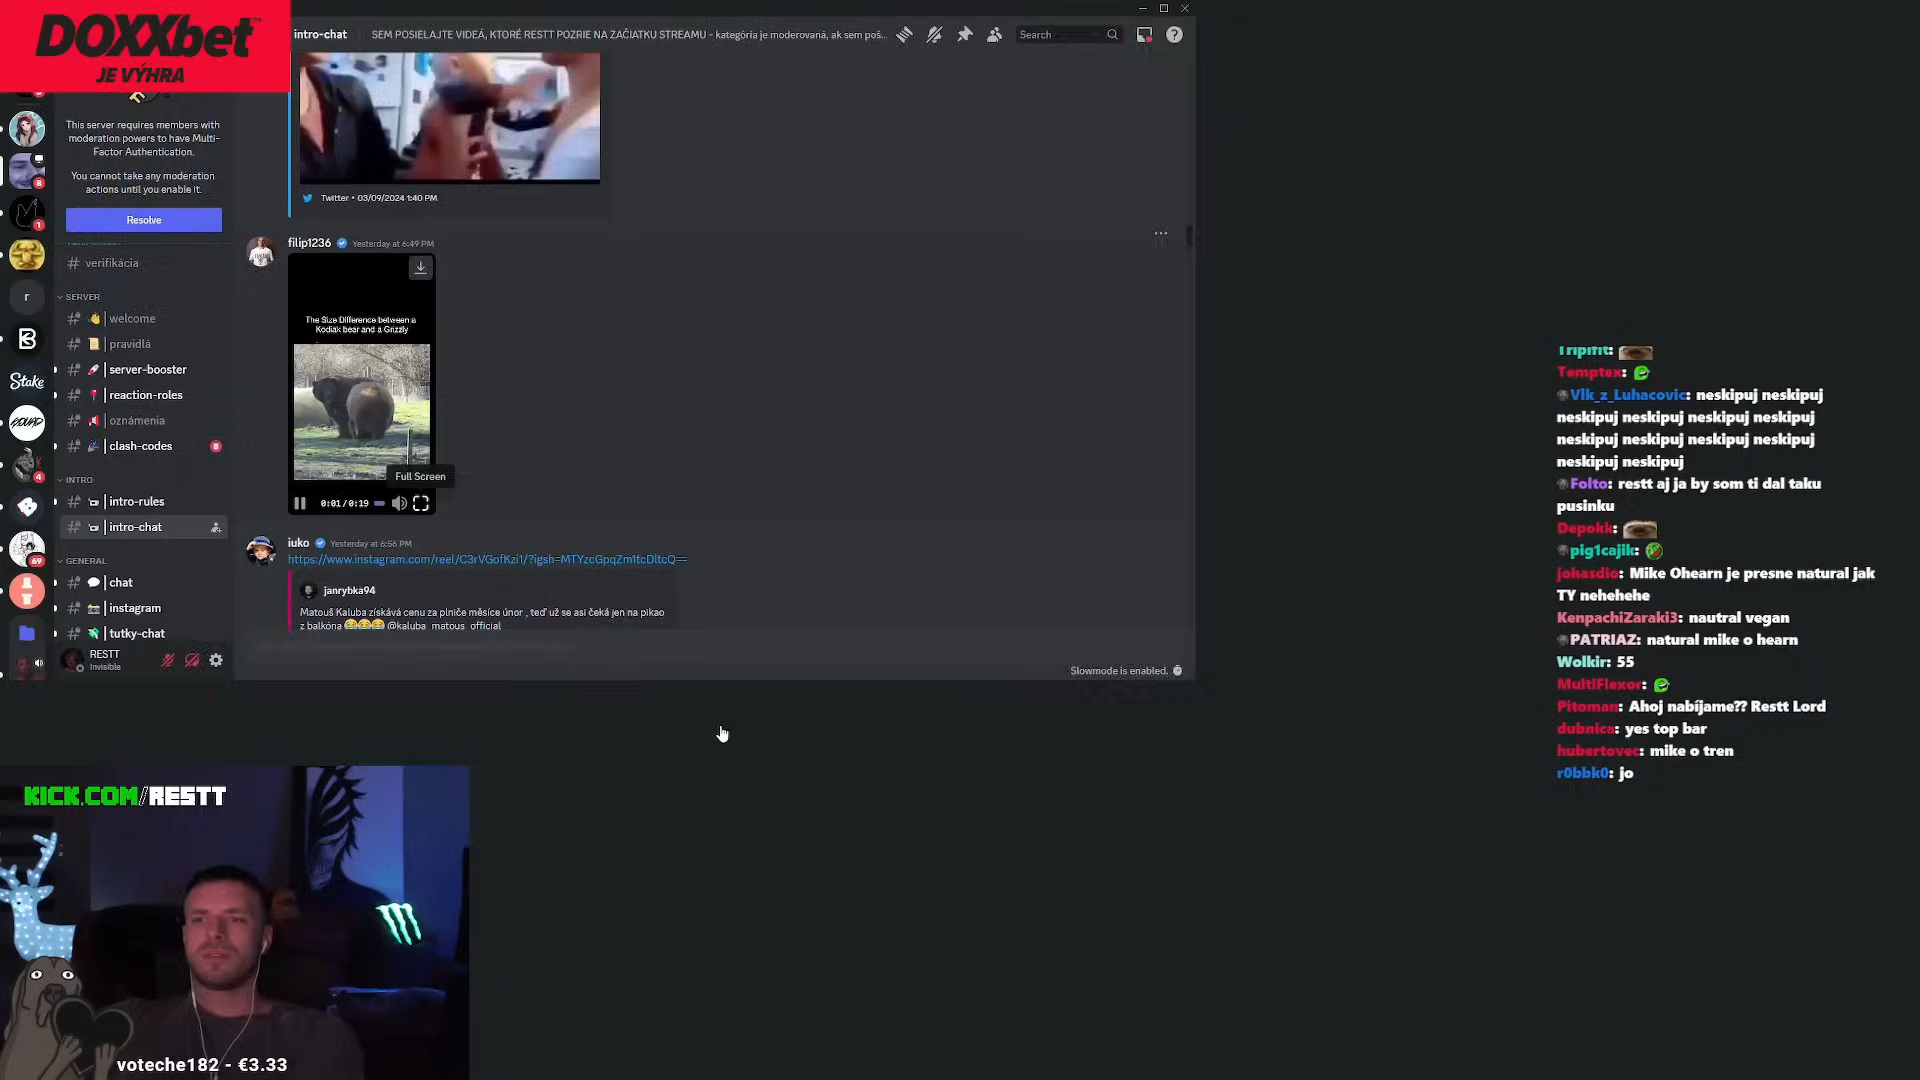 DOXXbet
JE VÝHRA
intro-chat
SEM POSIELAJTE VIDEÁ, KTORÉ RESTT POZRIE NA ZAČIATKU STREAMU - kategória je moderovaná, ak sem poš...
Search
This server requires members with
moderation powers to have Multi-
Factor Authentication.
You cannot take any moderation
actions until you enable it.
Resolve
verifikácia
SERVER
welcome
pravidlá
server-booster
reaction-roles
oznámenia
clash-codes
8
INTRO
intro-rules
intro-chat
GENERAL
chat
instagram
tutky-chat
RESTT
Invisible
8
1
r
Stake
SQUAD
4
69
Twitter • 03/09/2024 1:40 PM
filip1236 Yesterday at 6:49 PM
The Size Difference between a
Kodiak bear and a Grizzly
Full Screen
0:01/0:19
iuko Yesterday at 6:56 PM
https://www.instagram.com/reel/C3rVGofKzi1/?igsh=MTYzcGpqZm1tcDltcQ==
janrybka94
Matouš Kaluba získává cenu za plniče měsíce únor , teď už se asi čeká jen na pikao
z balkóna 😂😂😂 @kaluba_matous_official
Slowmode is enabled.
Tripifit:
Temptex:
Vlk_z_Luhacovic: neskipuj neskipuj
neskipuj neskipuj neskipuj neskipuj
neskipuj neskipuj neskipuj neskipuj
neskipuj neskipuj
Folto: restt aj ja by som ti dal taku
pusinku
Depokk:
pig1cajik:
johasdio: Mike Ohearn je presne natural jak
TY nehehehe
KenpachiZaraki3: nautral vegan
PATRIAZ: natural mike o hearn
Wolkir: 55
MultiFlexor:
Pitoman: Ahoj nabíjame?? Restt Lord
dubnica: yes top bar
hubertovec: mike o tren
r0bbk0: jo
KICK.COM/RESTT
voteche182 - €3.33